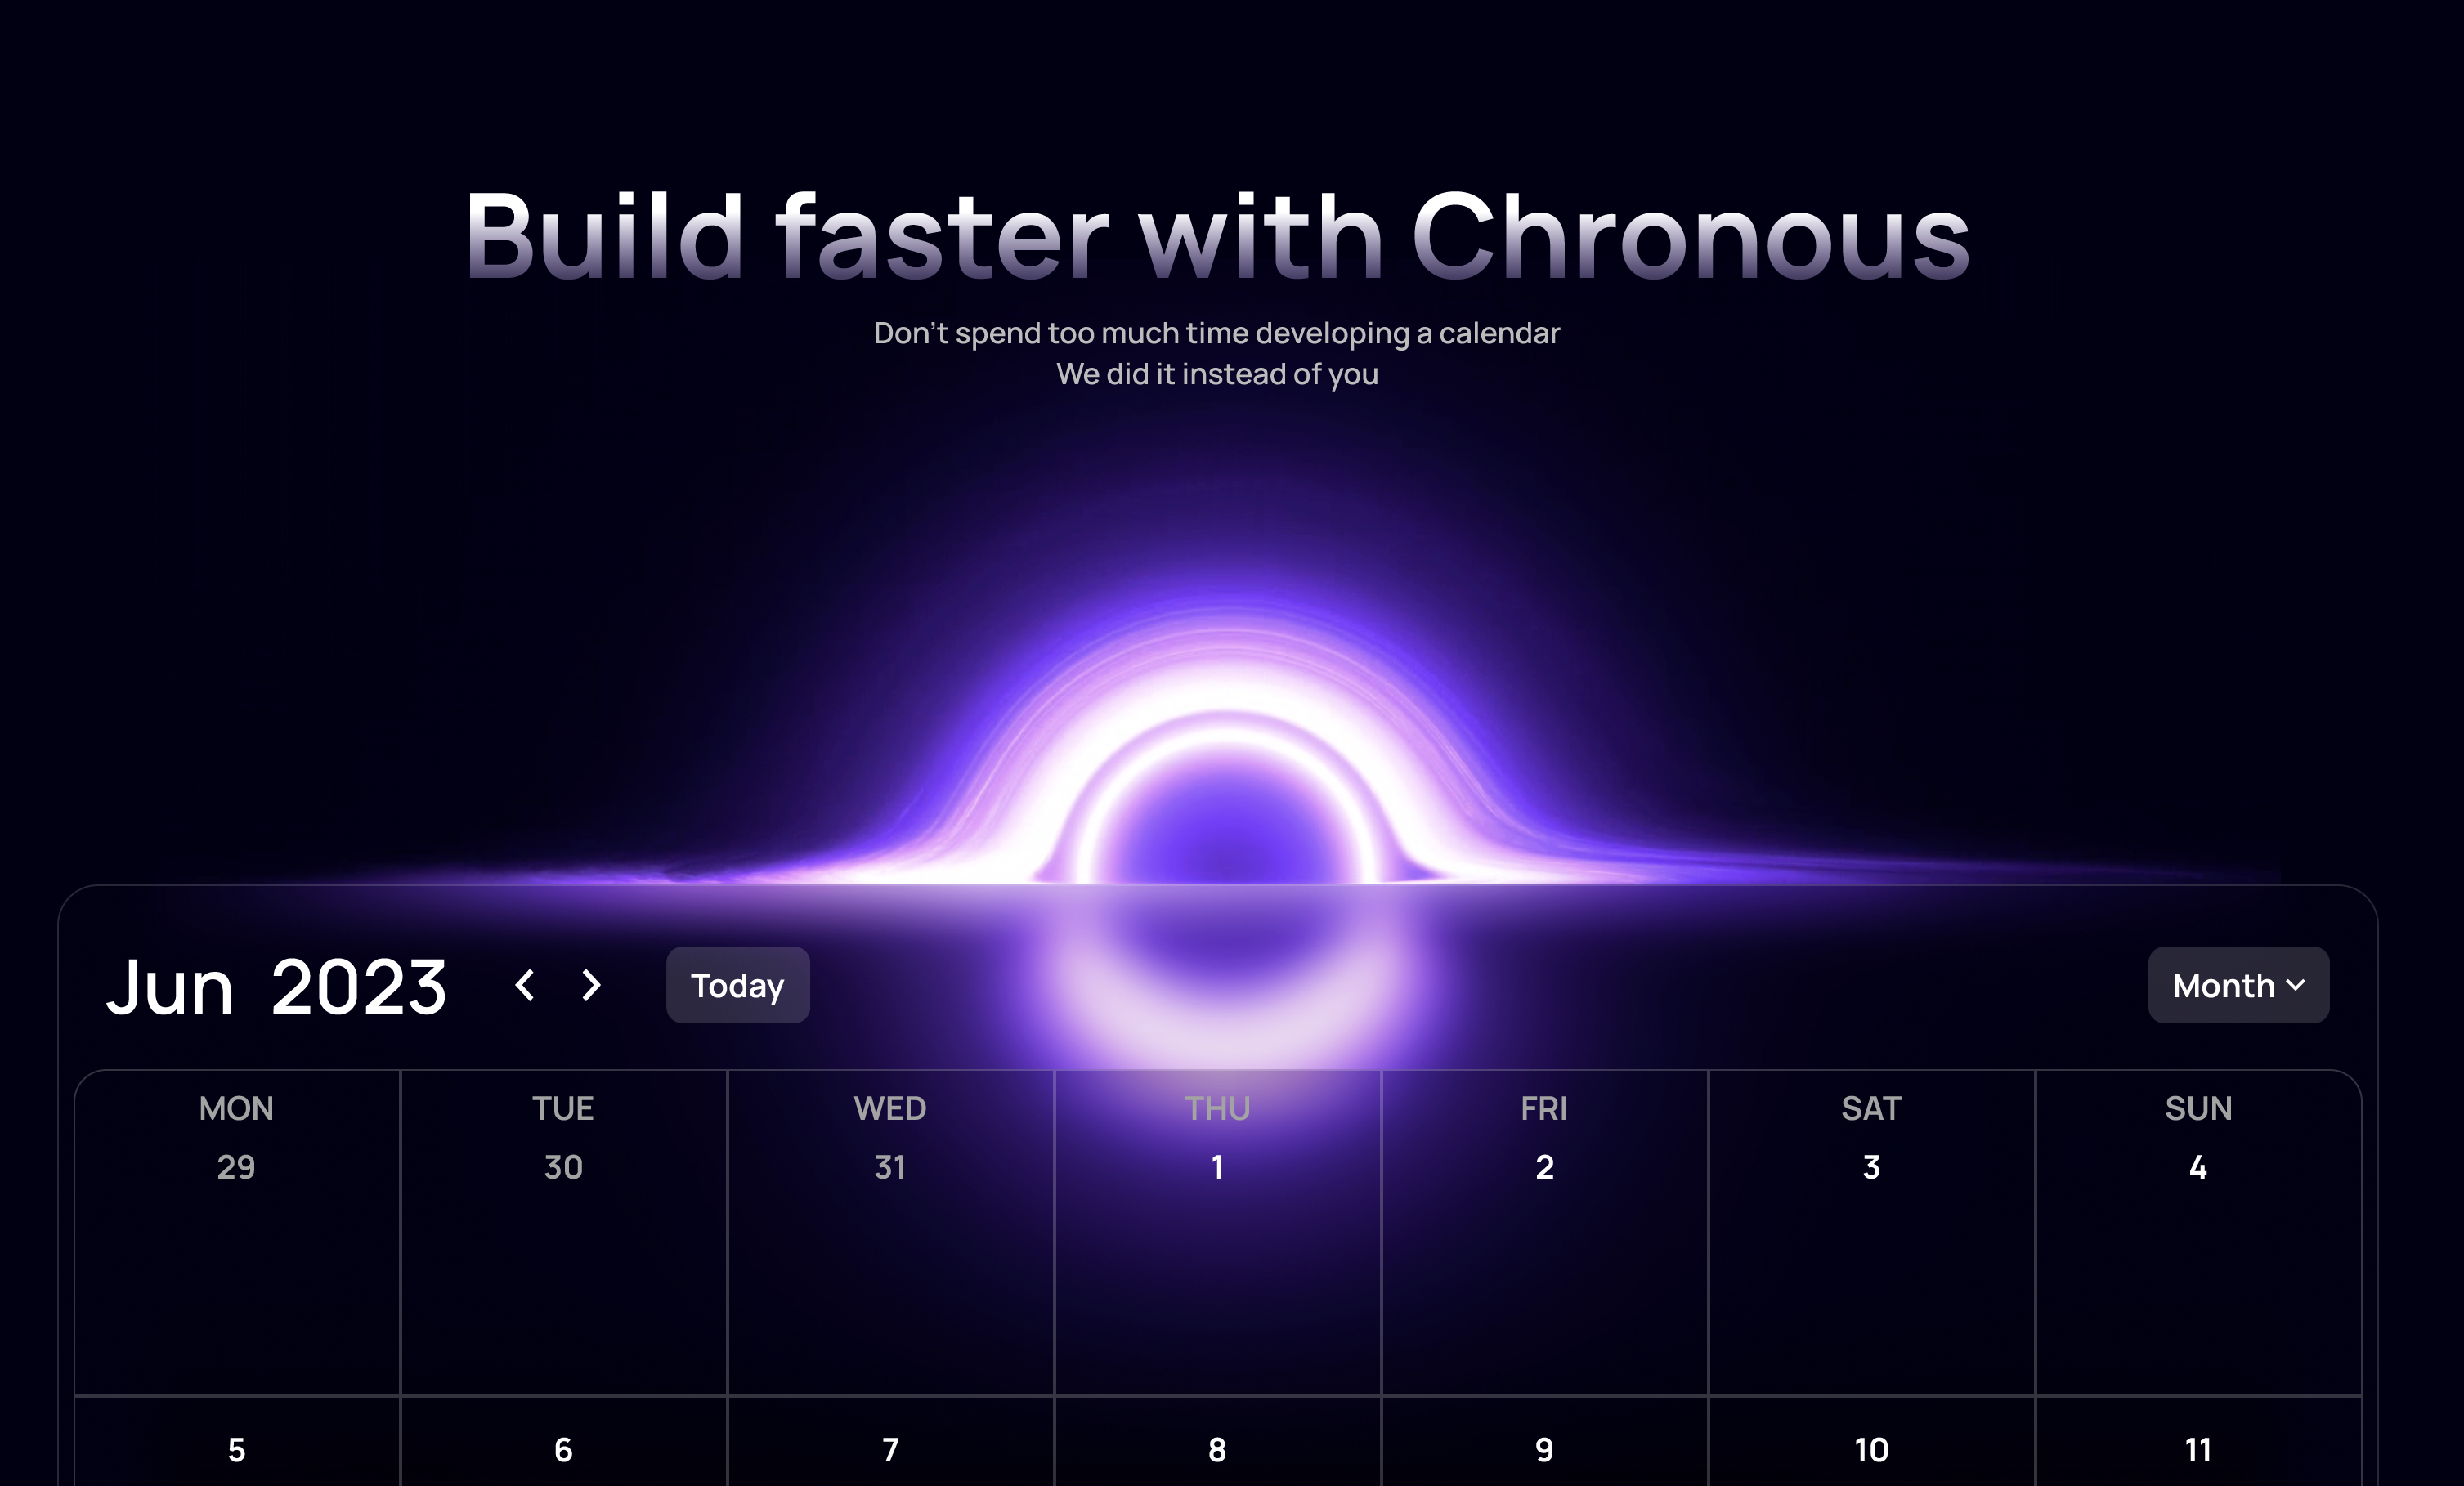 Build faster with Chronous
Don't spend too much time developing a calendar
We did it instead of you
Jun 2023 Today Month
MON TUE WED THU FRI SAT SUN
29 30 31 1 2 3 4
5 6 7 8 9 10 11